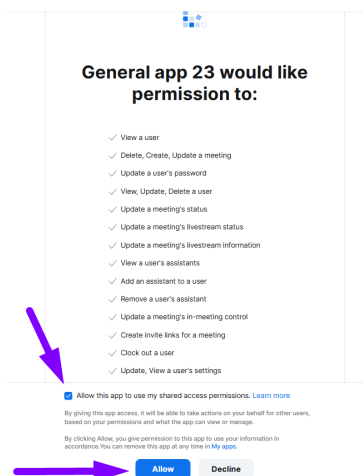 General app 23 would like
permission to:
View a user
Delete, Create, Update a meeting
Update a user's password
View, Update, Delete a user
Update a meeting's status
Update a meeting's livestream status
Update a meeting's livestream information
View a user's assistants
Add an assistant to a user
Remove a user's assistant
Update a meeting's in-meeting control
Create invite links for a meeting
Clock out a user
Update, View a user's settings
Allow this app to use my shared access permissions. Learn more
By giving this app access, it will be able to take actions on your behalf for other users,
based on your permissions and what the app can view or manage.
By clicking Allow, you give permission to this app to use your information in
accordance.You can remove this app at any time in My apps.
Allow Decline